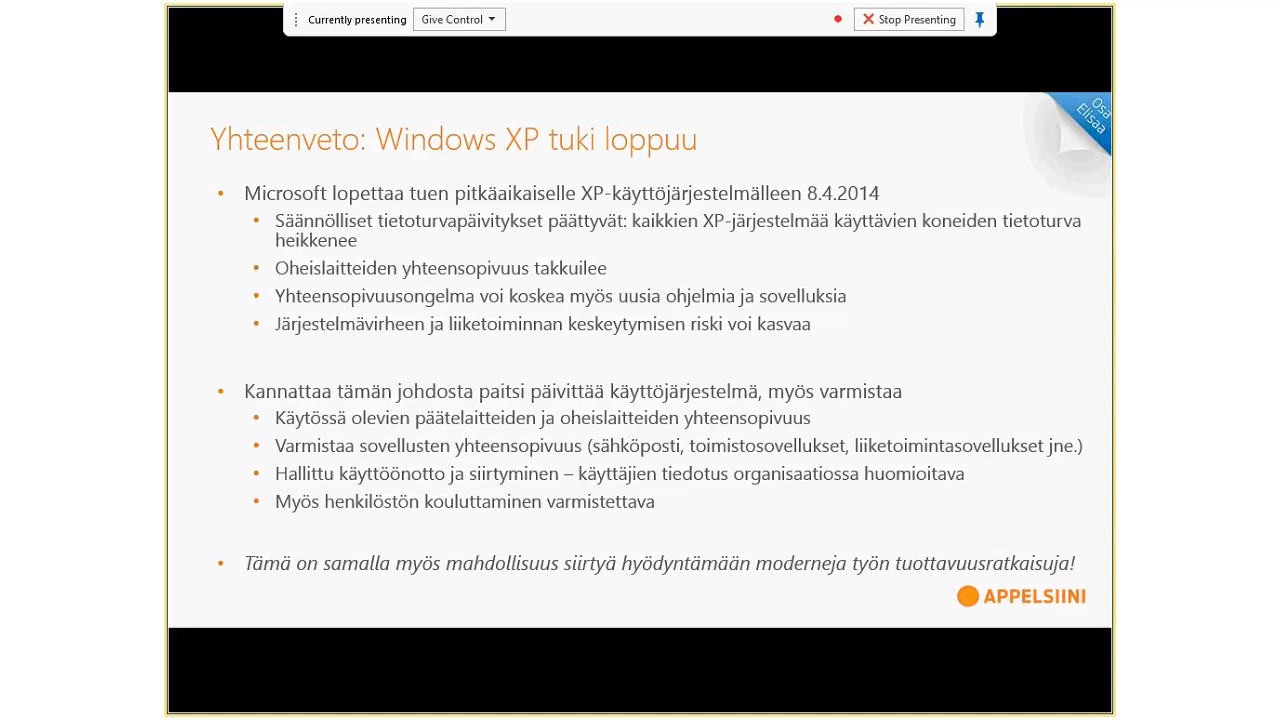 Currently presenting Give Control Stop Presenting
Osa
Elisaa
Yhteenveto: Windows XP tuki loppuu
• Microsoft lopettaa tuen pitkäaikaiselle XP-käyttöjärjestelmälleen 8.4.2014
• Säännölliset tietoturvapäivitykset päättyvät: kaikkien XP-järjestelmää käyttävien koneiden tietoturva
heikkenee
• Oheislaitteiden yhteensopivuus takkuilee
• Yhteensopivuusongelma voi koskea myös uusia ohjelmia ja sovelluksia
• Järjestelmävirheen ja liiketoiminnan keskeytymisen riski voi kasvaa
• Kannattaa tämän johdosta paitsi päivittää käyttöjärjestelmä, myös varmistaa
• Käytössä olevien päätelaitteiden ja oheislaitteiden yhteensopivuus
• Varmistaa sovellusten yhteensopivuus (sähköposti, toimistosovellukset, liiketoimintasovellukset jne.)
• Hallittu käyttöönotto ja siirtyminen – käyttäjien tiedotus organisaatiossa huomioitava
• Myös henkilöstön kouluttaminen varmistettava
• Tämä on samalla myös mahdollisuus siirtyä hyödyntämään moderneja työn tuottavuusratkaisuja!
APPELSIINI